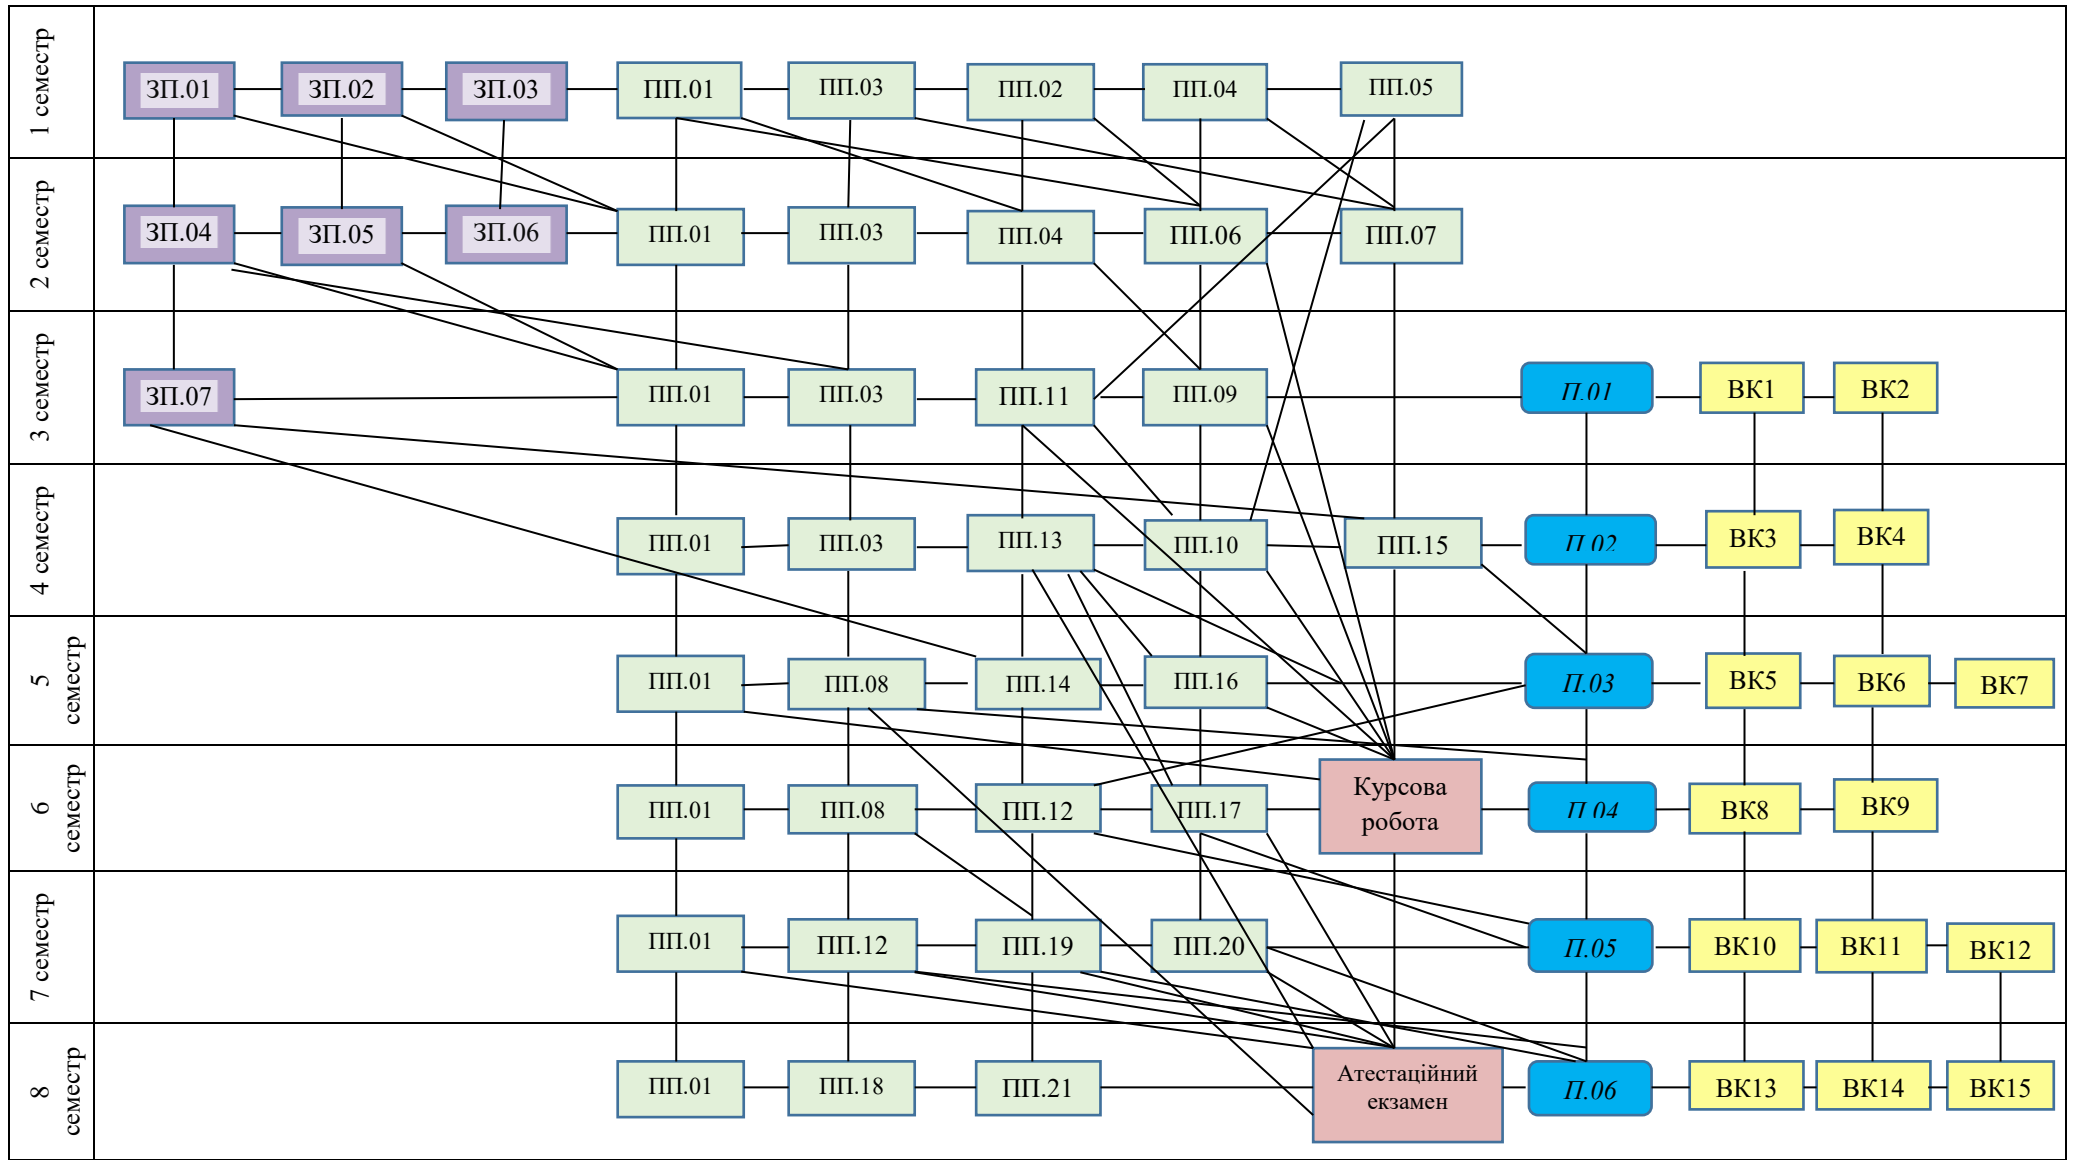 1 семестр
ЗП.01 ЗП.02 ЗП.03 ПП.01 ПП.03 ПП.02 ПП.04 ПП.05
2 семестр
ЗП.04 ЗП.05 ЗП.06 ПП.01 ПП.03 ПП.04 ПП.06 ПП.07
3 семестр
ЗП.07 ПП.01 ПП.03 ПП.11 ПП.09 П.01 ВК1 ВК2
4 семестр
ПП.01 ПП.03 ПП.13 ПП.10 ПП.15 П.02 ВК3 ВК4
5
семестр
ПП.01 ПП.08 ПП.14 ПП.16 П.03 ВК5 ВК6 ВК7
6
семестр
ПП.01 ПП.08 ПП.12 ПП.17
Курсова
робота
П.04 ВК8 ВК9
7 семестр
ПП.01 ПП.12 ПП.19 ПП.20 П.05 ВК10 ВК11 ВК12
8
семестр
ПП.01 ПП.18 ПП.21
Атестаційний
екзамен
П.06 ВК13 ВК14 ВК15